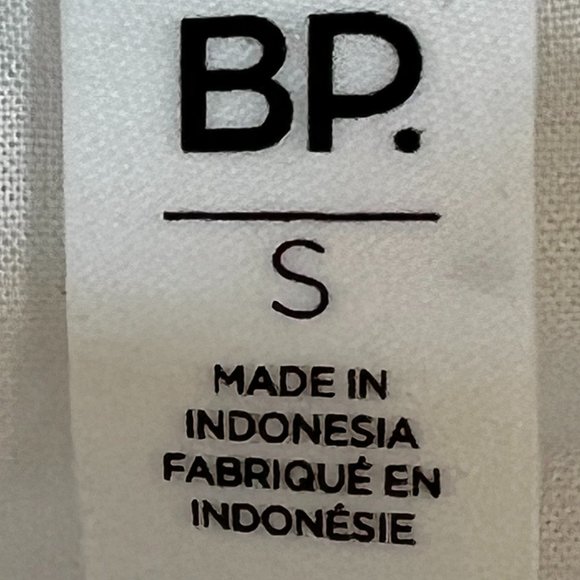 BP.
S
MADE IN
INDONESIA
FABRIQUÉ EN
INDONÉSIE